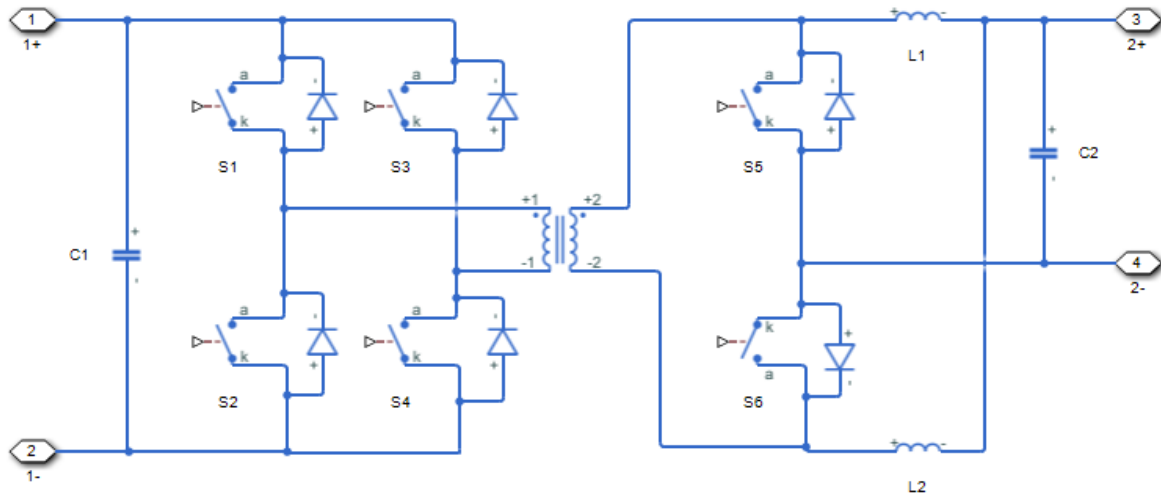 1
1+
3
2+
a
k
S1
a
k
S3
a
k
S5
+
-
L1
+
-
C2
+1
+2
-1
-2
C1
+
-
4
2-
a
k
S2
a
k
S4
k
a
S6
+
-
L2
2
1-